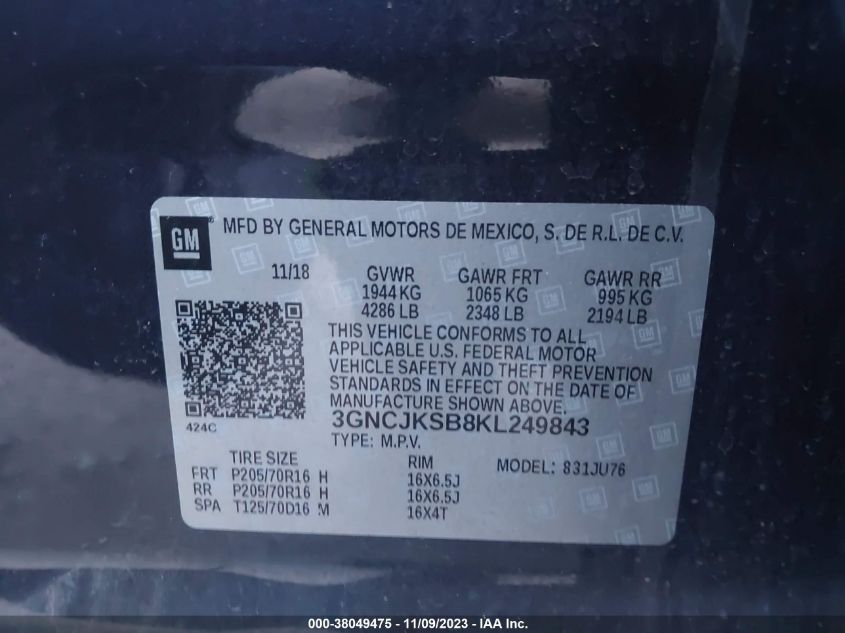 GM
MFD BY GENERAL MOTORS DE MEXICO, S. DE R.L. DE C.V.
11/18 GVWR GAWR FRT GAWR RR
1944 KG 1065 KG 995 KG
4286 LB 2348 LB 2194 LB
THIS VEHICLE CONFORMS TO ALL
APPLICABLE U.S. FEDERAL MOTOR
VEHICLE SAFETY AND THEFT PREVENTION
STANDARDS IN EFFECT ON THE DATE OF
MANUFACTURE SHOWN ABOVE.
424C 3GNCJKSB8KL249843
TYPE: M.P.V.
TIRE SIZE RIM MODEL: 831JU76
FRT P205/70R16 H 16X6.5J
RR P205/70R16 H 16X6.5J
SPA T125/70D16 M 16X4T
000-38049475 - 11/09/2023 - IAA Inc.